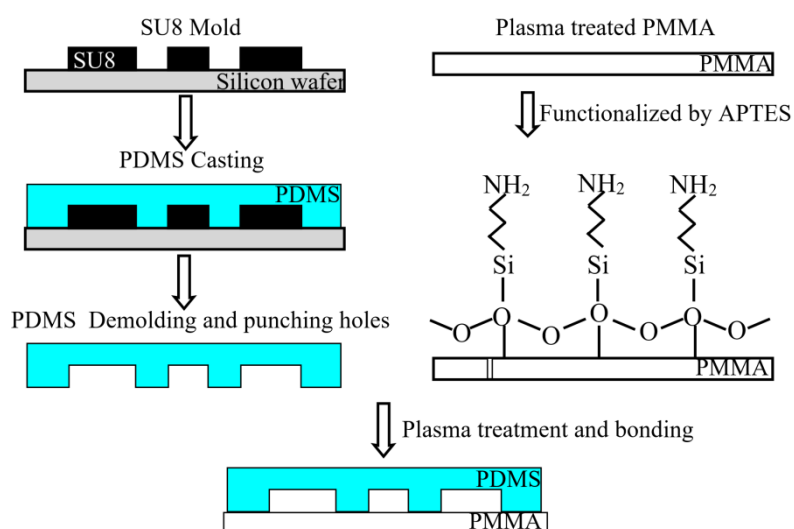 SU8 Mold
SU8
Silicon wafer
PDMS Casting
PDMS
PDMS Demolding and punching holes
Plasma treated PMMA
PMMA
Functionalized by APTES
NH2 NH2 NH2
Si Si Si
O O O O O O O
PMMA
Plasma treatment and bonding
PDMS
PMMA